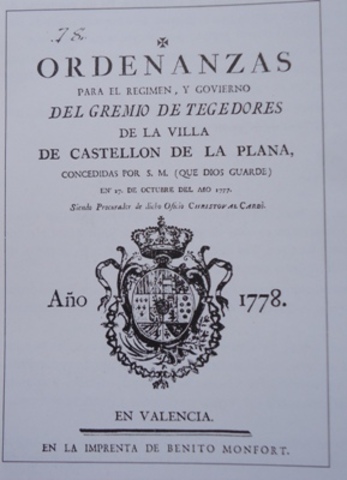 78.
ORDENANZAS
PARA EL REGIMEN, Y GOVIERNO
DEL GREMIO DE TEGEDORES
DE LA VILLA
DE CASTELLON DE LA PLANA,
CONCEDIDAS POR S. M. (QUE DIOS GUARDE)
EN 27. DE OCTUBRE DEL AÑO 1777.
Siendo Procurador de dicho Oficio CHRISTOVAL CARDÒ.
Año 1778.
EN VALENCIA.
EN LA IMPRENTA DE BENITO MONFORT.